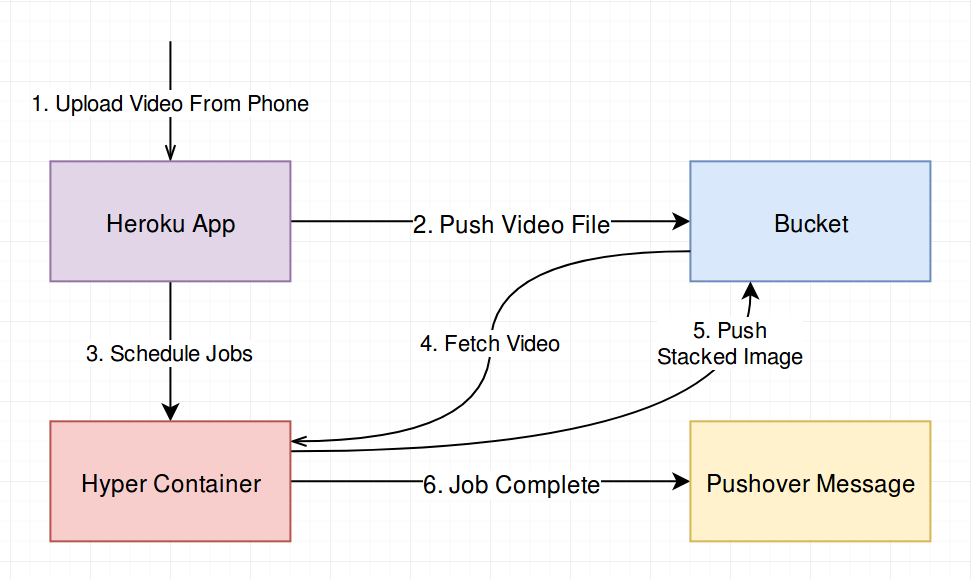 1. Upload Video From Phone
Heroku App
2. Push Video File
Bucket
3. Schedule Jobs
4. Fetch Video
5. Push
Stacked Image
Hyper Container
6. Job Complete
Pushover Message